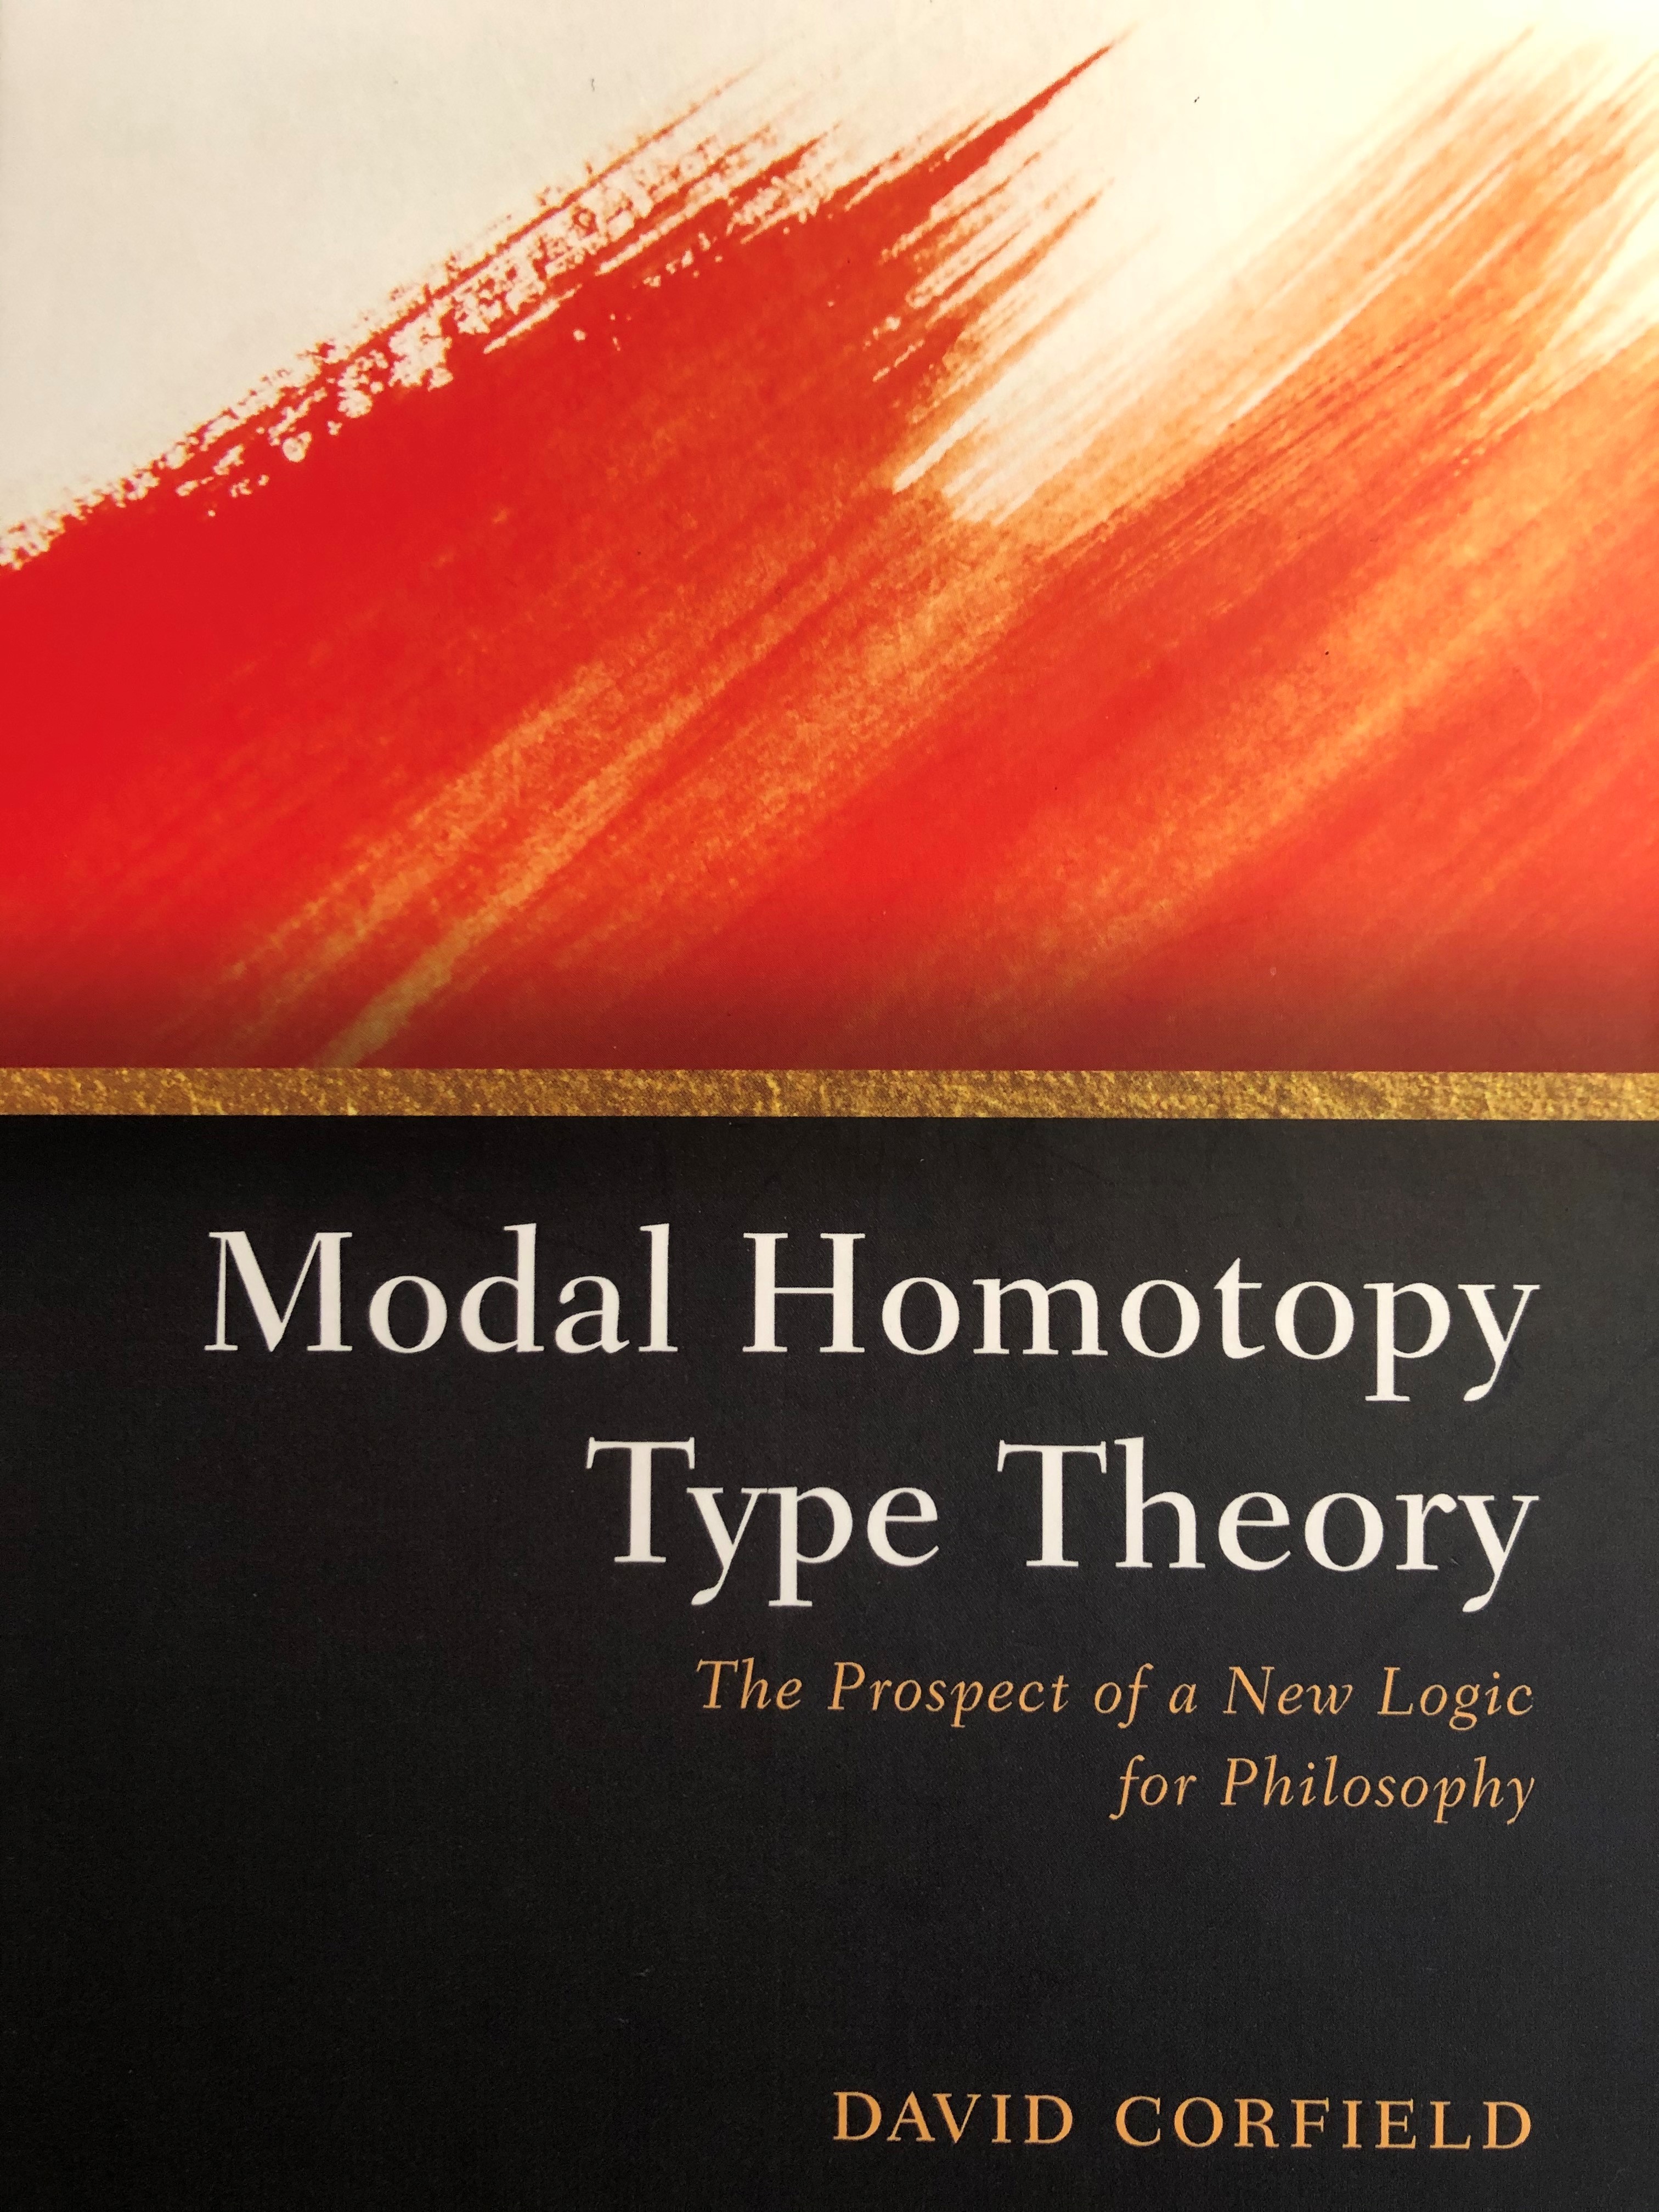 Modal Homotopy
Type Theory
The Prospect of a New Logic
for Philosophy
DAVID CORFIELD